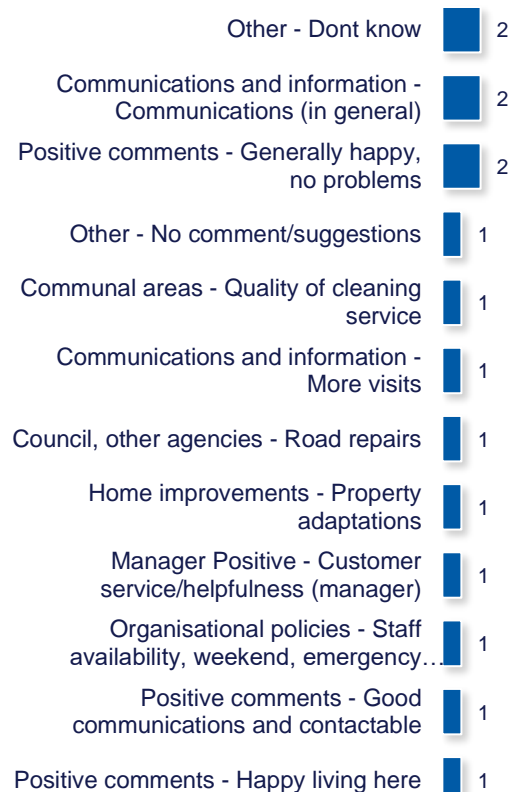 Other - Dont know 2
Communications and information -
Communications (in general) 2
Positive comments - Generally happy,
no problems 2
Other - No comment/suggestions 1
Communal areas - Quality of cleaning
service 1
Communications and information -
More visits 1
Council, other agencies - Road repairs 1
Home improvements - Property
adaptations 1
Manager Positive - Customer
service/helpfulness (manager) 1
Organisational policies - Staff
availability, weekend, emergency… 1
Positive comments - Good
communications and contactable 1
Positive comments - Happy living here 1